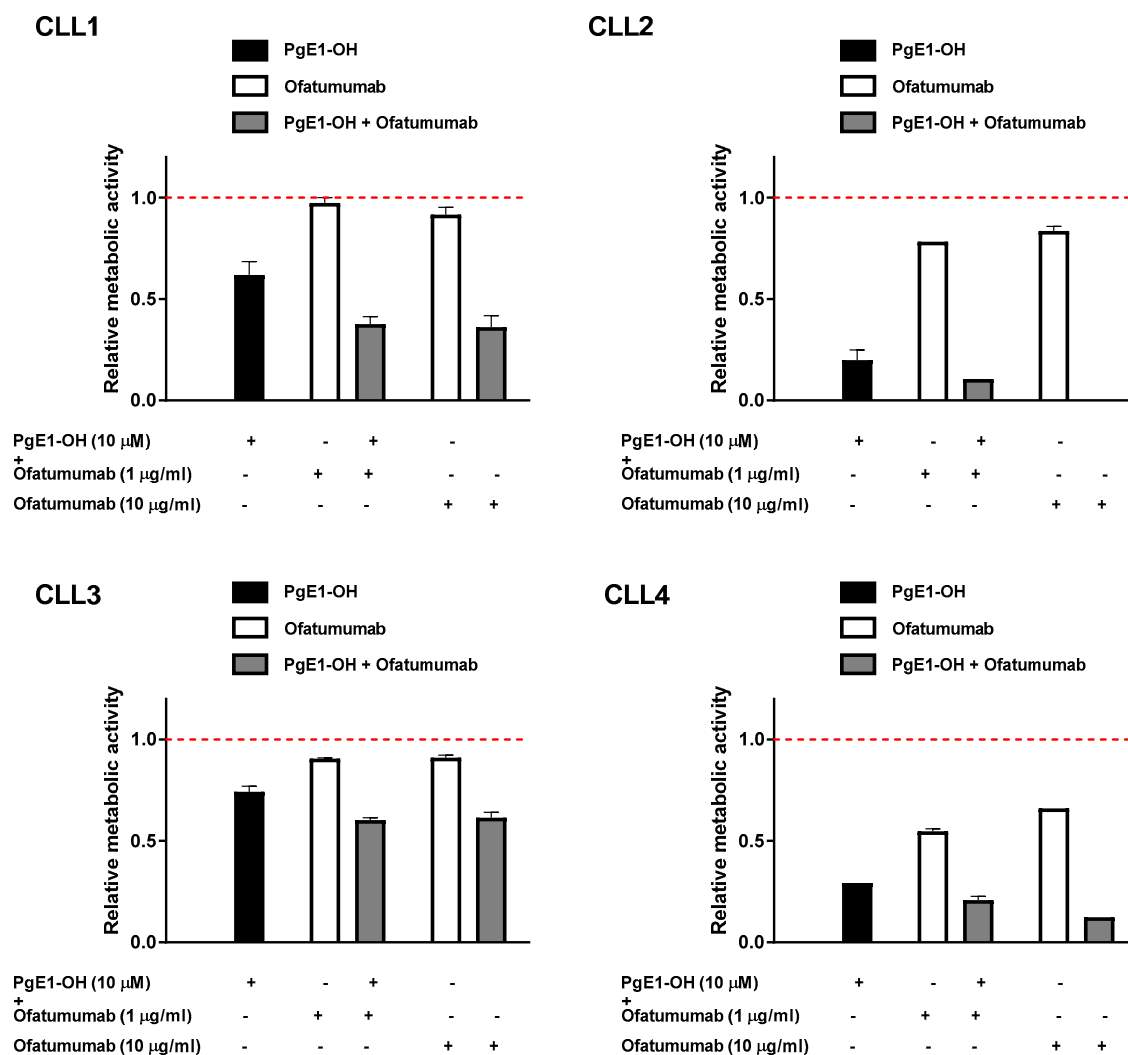 CLL1
PgE1-OH
Ofatumumab
PgE1-OH + Ofatumumab
Relative metabolic activity
1.0
0.5
0.0
PgE1-OH (10 μM) + - + -
+
Ofatumumab (1 μg/ml) - + + - -
Ofatumumab (10 μg/ml) - - - + +
CLL2
PgE1-OH
Ofatumumab
PgE1-OH + Ofatumumab
Relative metabolic activity
1.0
0.5
0.0
PgE1-OH (10 μM) + - + -
+
Ofatumumab (1 μg/ml) - + + - -
Ofatumumab (10 μg/ml) - - - + +
CLL3
PgE1-OH
Ofatumumab
PgE1-OH + Ofatumumab
Relative metabolic activity
1.0
0.5
0.0
PgE1-OH (10 μM) + - + -
+
Ofatumumab (1 μg/ml) - + + - -
Ofatumumab (10 μg/ml) - - - + +
CLL4
PgE1-OH
Ofatumumab
PgE1-OH + Ofatumumab
Relative metabolic activity
1.0
0.5
0.0
PgE1-OH (10 μM) + - + -
+
Ofatumumab (1 μg/ml) - + + - -
Ofatumumab (10 μg/ml) - - - + +